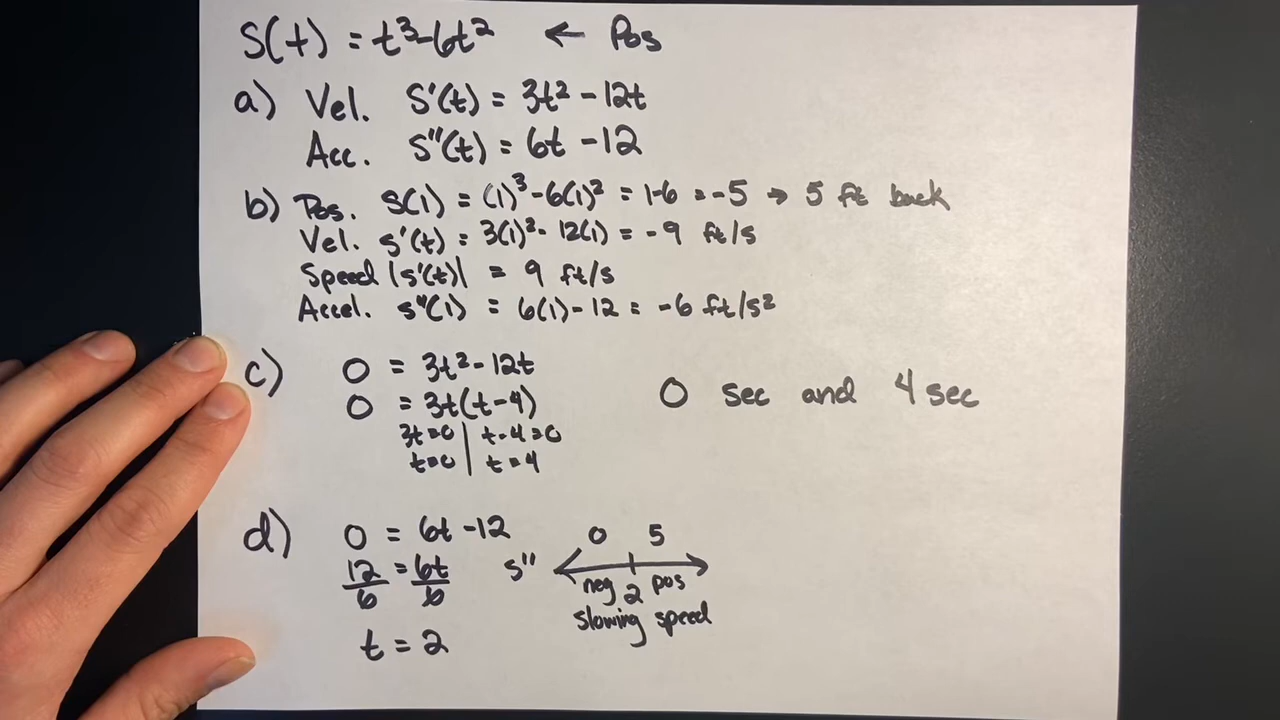 S(t) = t³-6t² ← Pos
a) Vel. S'(t) = 3t² - 12t
Acc. S"(t) = 6t - 12
b) Pos. S(1) = (1)³ - 6(1)² = 1-6 = -5 → 5 ft back
Vel. s'(t) = 3(1)² - 12(1) = -9 ft/s
Speed |s'(t)| = 9 ft/s
Accel. s"(1) = 6(1) - 12 = -6 ft/s²
c) 0 = 3t² - 12t
0 = 3t(t-4)
0 sec and 4 sec
3t=0 | t-4=0
t=0 | t=4
d) 0 = 6t - 12
0 5
12/6 = 6t/6
s"
neg 2 pos
slowing speed
t = 2